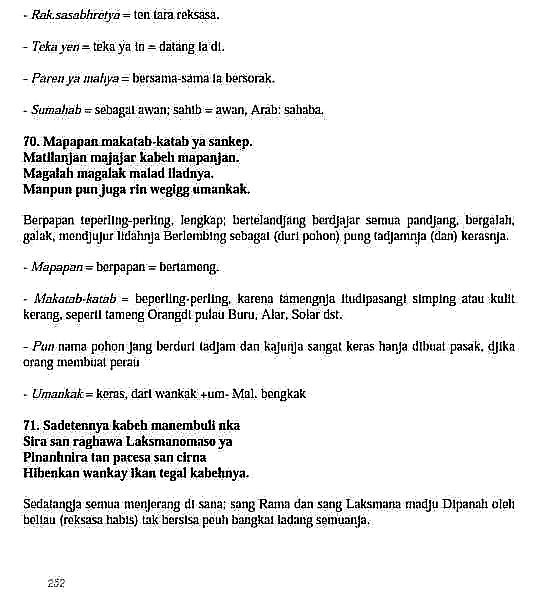 - Rak.sasabhretya = ten tara reksasa.
- Teka yen = teka ya in = datang ia di.
- Paren ya mahya = bersama-sama ia bersorak.
- Sumahab = sebagai awan; sahib = awan, Arab: sahaba.
70. Mapapan makatab-katab ya sankep.
Matilanjan majajar kabeh mapanjan.
Magalah magalak malad iladnya.
Manpun pun juga rin wegigg umankak.
Berpapan teperling-perling, lengkap; bertelandjang berdjajar semua pandjang, bergalah,
galak, mendjujur lidahnja Berlembing sebagai (duri pohon) pung tadjamnja (dan) kerasnja.
- Mapapan = berpapan = bertameng.
- Makatab-katab = beperling-perling, karena tamengnja itudipasangi simping atau kulit
kerang, seperti tameng Orangdi pulau Buru, Alar, Solar dst.
- Pun nama pohon jang berduri tadjam dan kajunja sangat keras hanja dibuat pasak, djika
orang membuat perau
- Umankak = keras, dari wankak +um- Mal. bengkak
71. Sadetennya kabeh manembuli nka
Sira san raghawa Laksmanomaso ya
Pinanhnira tan pacesa san cirna
Hibenkan wankay ikan tegal kabehnya.
Sedatangja semua menjerang di sana; sang Rama dan sang Laksmana madju Dipanah oleh
beliau (reksasa habis) tak bersisa peuh bangkai ladang semuanja.
252